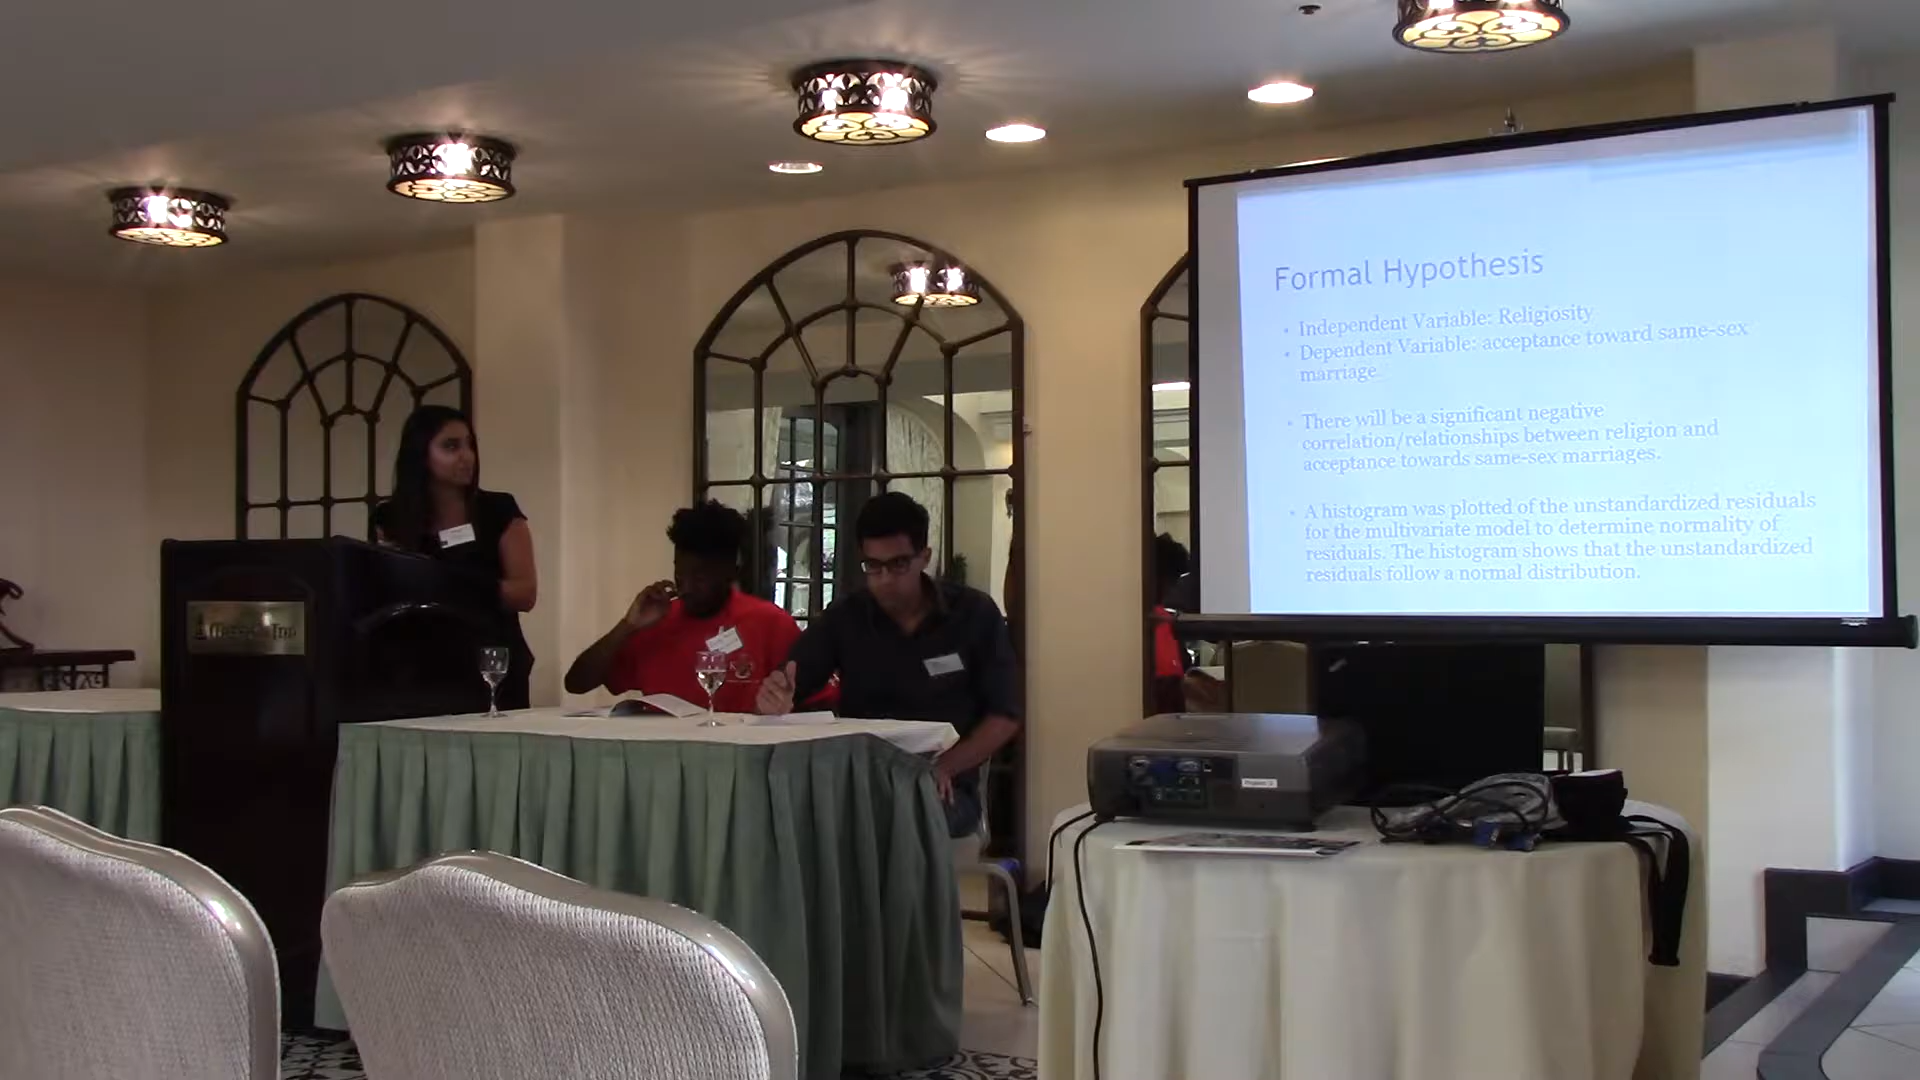 Formal Hypothesis
Independent Variable: Religiosity
Dependent Variable: acceptance toward same-sex
marriage
There will be a significant negative
correlation/relationships between religion and
acceptance towards same-sex marriages.
A histogram was plotted of the unstandardized residuals
for the multivariate model to determine normality of
residuals. The histogram shows that the unstandardized
residuals follow a normal distribution.